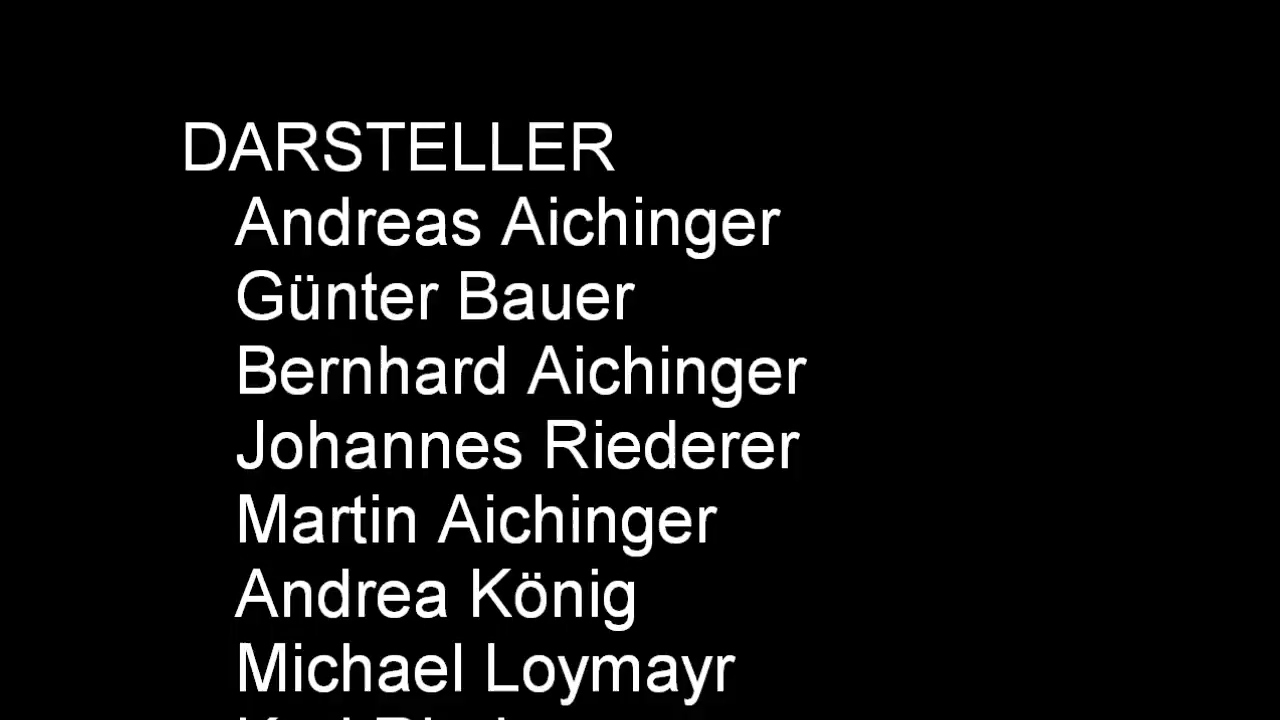 DARSTELLER
Andreas Aichinger
Günter Bauer
Bernhard Aichinger
Johannes Riederer
Martin Aichinger
Andrea König
Michael Loymayr